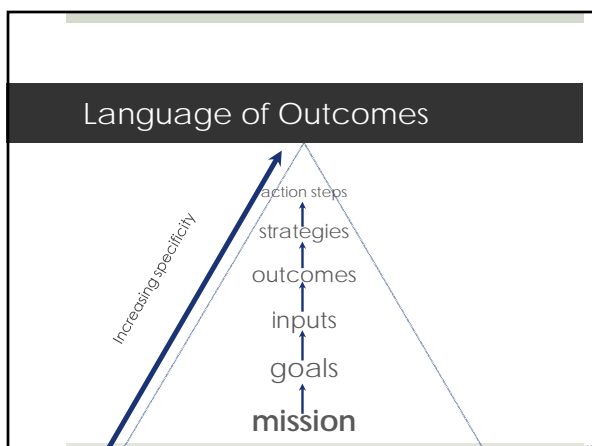 Language of Outcomes
action steps
strategies
outcomes
inputs
goals
mission
Increasing specificity